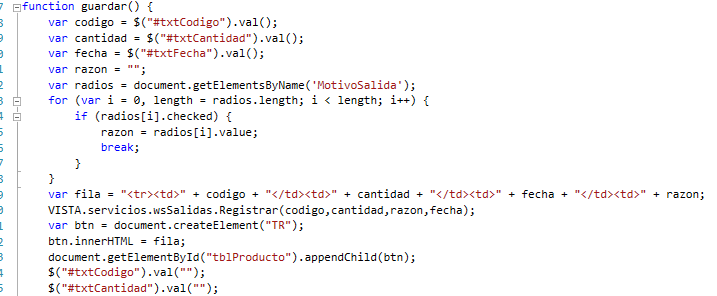 function guardar() {
var codigo = $("#txtCodigo").val();
var cantidad = $("#txtCantidad").val();
var fecha = $("#txtFecha").val();
var razon = "";
var radios = document.getElementsByName('MotivoSalida');
for (var i = 0, length = radios.length; i < length; i++) {
if (radios[i].checked) {
razon = radios[i].value;
break;
}
}
var fila = "<tr><td>" + codigo + "</td><td>" + cantidad + "</td><td>" + fecha + "</td><td>" + razon;
VISTA.servicios.wsSalidas.Registrar(codigo,cantidad,razon,fecha);
var btn = document.createElement("TR");
btn.innerHTML = fila;
document.getElementById("tblProducto").appendChild(btn);
$("#txtCodigo").val("");
$("#txtCantidad").val("");